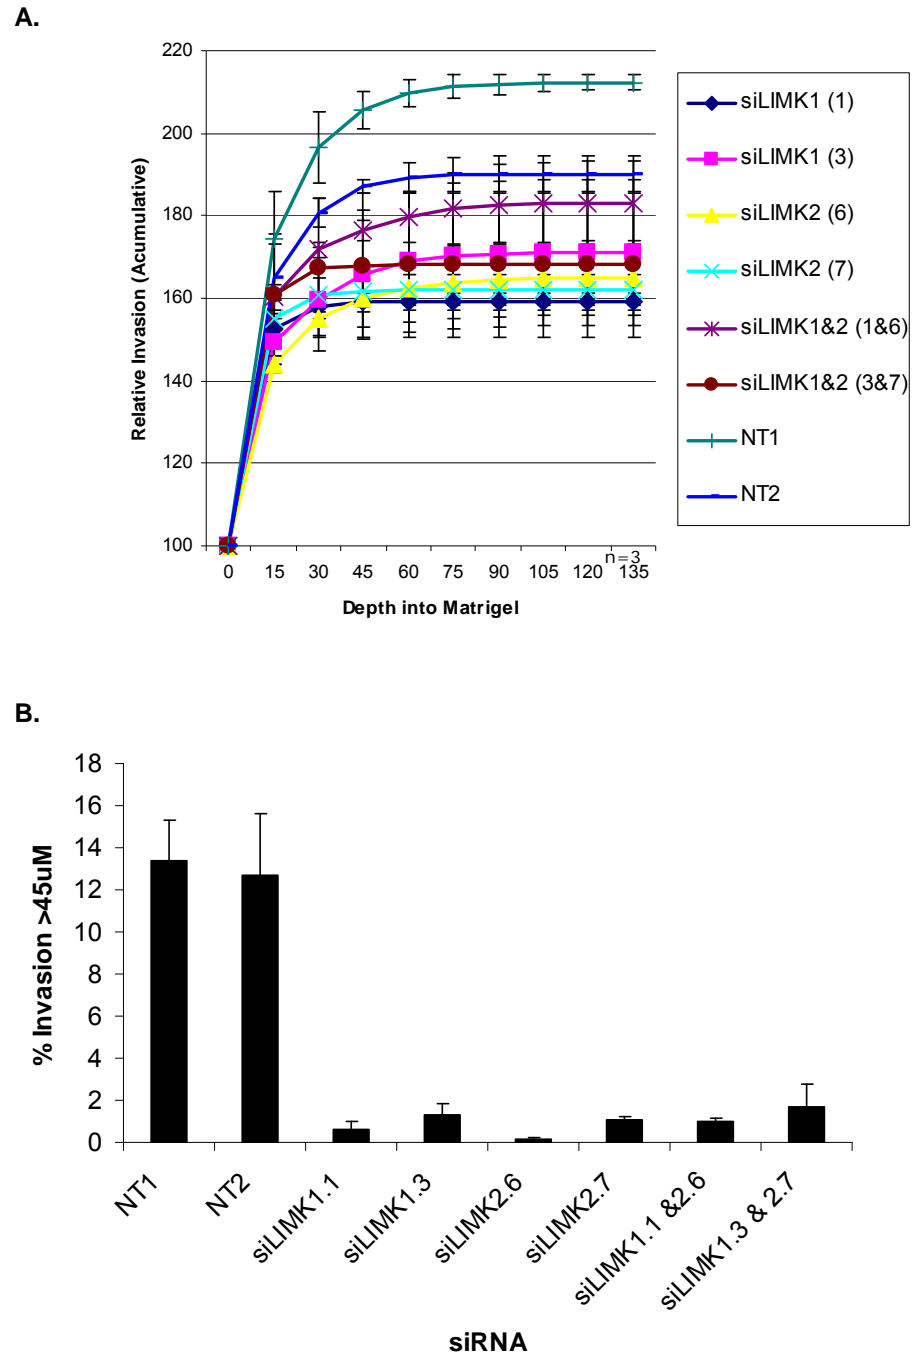 A.
Relative Invasion (Acumulative)
220
200
180
160
140
120
100
0 15 30 45 60 75 90 105 120 135
n=3
Depth into Matrigel
siLIMK1 (1)
siLIMK1 (3)
siLIMK2 (6)
siLIMK2 (7)
siLIMK1&2 (1&6)
siLIMK1&2 (3&7)
NT1
NT2
B.
% Invasion >45uM
18
16
14
12
10
8
6
4
2
0
NT1
NT2
siLIMK1.1
siLIMK1.3
siLIMK2.6
siLIMK2.7
siLIMK1.1 &2.6
siLIMK1.3 & 2.7
siRNA